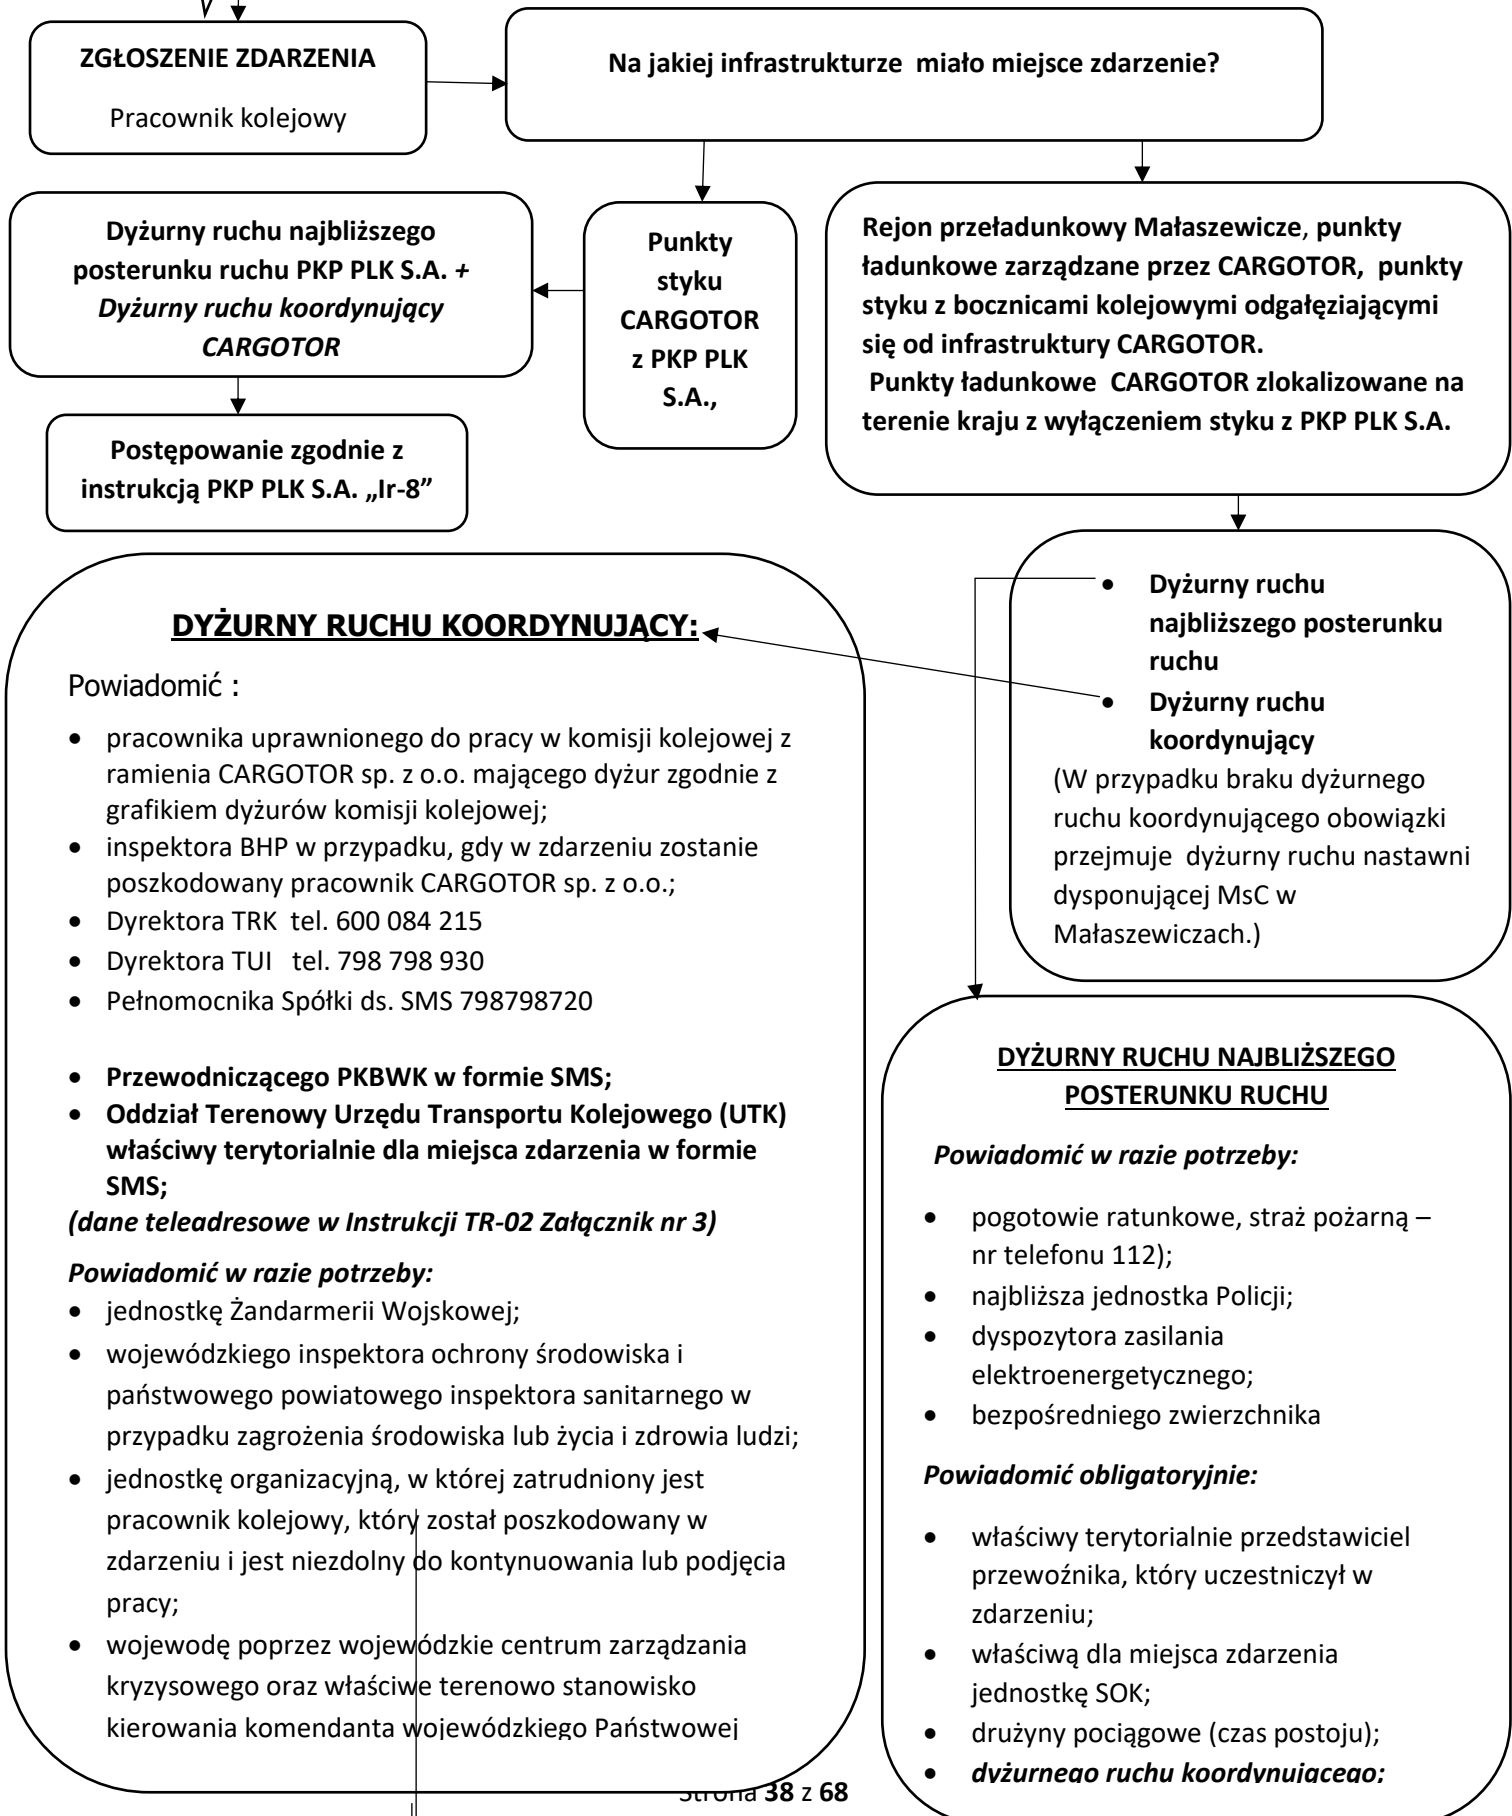 ZGŁOSZENIE ZDARZENIA
Pracownik kolejowy
Na jakiej infrastrukturze miało miejsce zdarzenie?
Dyżurny ruchu najbliższego
posterunku ruchu PKP PLK S.A. +
Dyżurny ruchu koordynujący
CARGOTOR
Punkty
styku
CARGOTOR
z PKP PLK
S.A.,
Rejon przeładunkowy Małaszewicze, punkty
ładunkowe zarządzane przez CARGOTOR, punkty
styku z bocznicami kolejowymi odgałęziającymi
się od infrastruktury CARGOTOR.
Punkty ładunkowe CARGOTOR zlokalizowane na
terenie kraju z wyłączeniem styku z PKP PLK S.A.
Postępowanie zgodnie z
instrukcją PKP PLK S.A. „Ir-8”
• Dyżurny ruchu
najbliższego posterunku
ruchu
• Dyżurny ruchu
koordynujący
(W przypadku braku dyżurnego
ruchu koordynującego obowiązki
przejmuje dyżurny ruchu nastawni
dysponującej MsC w
Małaszewiczach.)
DYŻURNY RUCHU KOORDYNUJĄCY:
Powiadomić :
• pracownika uprawnionego do pracy w komisji kolejowej z
ramienia CARGOTOR sp. z o.o. mającego dyżur zgodnie z
grafikiem dyżurów komisji kolejowej;
• inspektora BHP w przypadku, gdy w zdarzeniu zostanie
poszkodowany pracownik CARGOTOR sp. z o.o.;
• Dyrektora TRK tel. 600 084 215
• Dyrektora TUI tel. 798 798 930
• Pełnomocnika Spółki ds. SMS 798798720
• Przewodniczącego PKBWK w formie SMS;
• Oddział Terenowy Urzędu Transportu Kolejowego (UTK)
właściwy terytorialnie dla miejsca zdarzenia w formie
SMS;
(dane teleadresowe w Instrukcji TR-02 Załącznik nr 3)
Powiadomić w razie potrzeby:
• jednostkę Żandarmerii Wojskowej;
• wojewódzkiego inspektora ochrony środowiska i
państwowego powiatowego inspektora sanitarnego w
przypadku zagrożenia środowiska lub życia i zdrowia ludzi;
• jednostkę organizacyjną, w której zatrudniony jest
pracownik kolejowy, który został poszkodowany w
zdarzeniu i jest niezdolny do kontynuowania lub podjęcia
pracy;
• wojewodę poprzez wojewódzkie centrum zarządzania
kryzysowego oraz właściwe terenowo stanowisko
kierowania komendanta wojewódzkiego Państwowej
DYŻURNY RUCHU NAJBLIŻSZEGO
POSTERUNKU RUCHU
Powiadomić w razie potrzeby:
• pogotowie ratunkowe, straż pożarną –
nr telefonu 112);
• najbliższa jednostka Policji;
• dyspozytora zasilania
elektroenergetycznego;
• bezpośredniego zwierzchnika
Powiadomić obligatoryjnie:
• właściwy terytorialnie przedstawiciel
przewoźnika, który uczestniczył w
zdarzeniu;
• właściwą dla miejsca zdarzenia
jednostkę SOK;
• drużyny pociągowe (czas postoju);
• dyżurnego ruchu koordynującego;
Strona 38 z 68